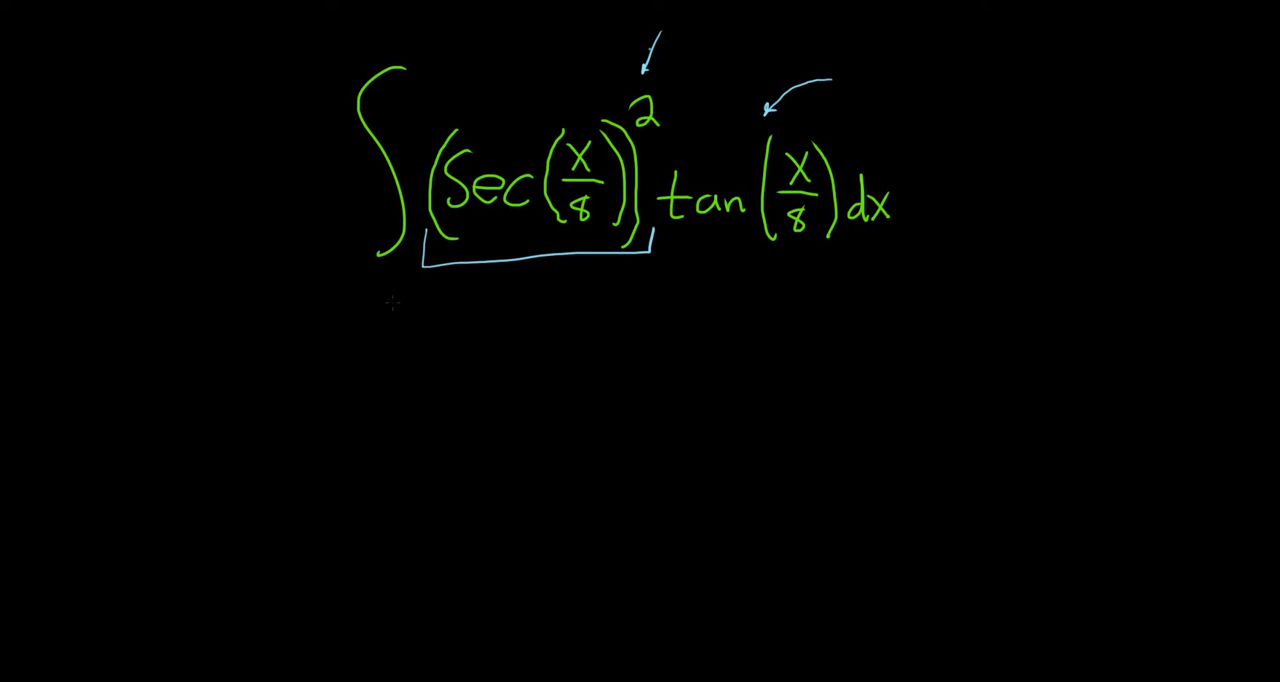 ∫ (Sec(x/8))² tan(x/8) dx